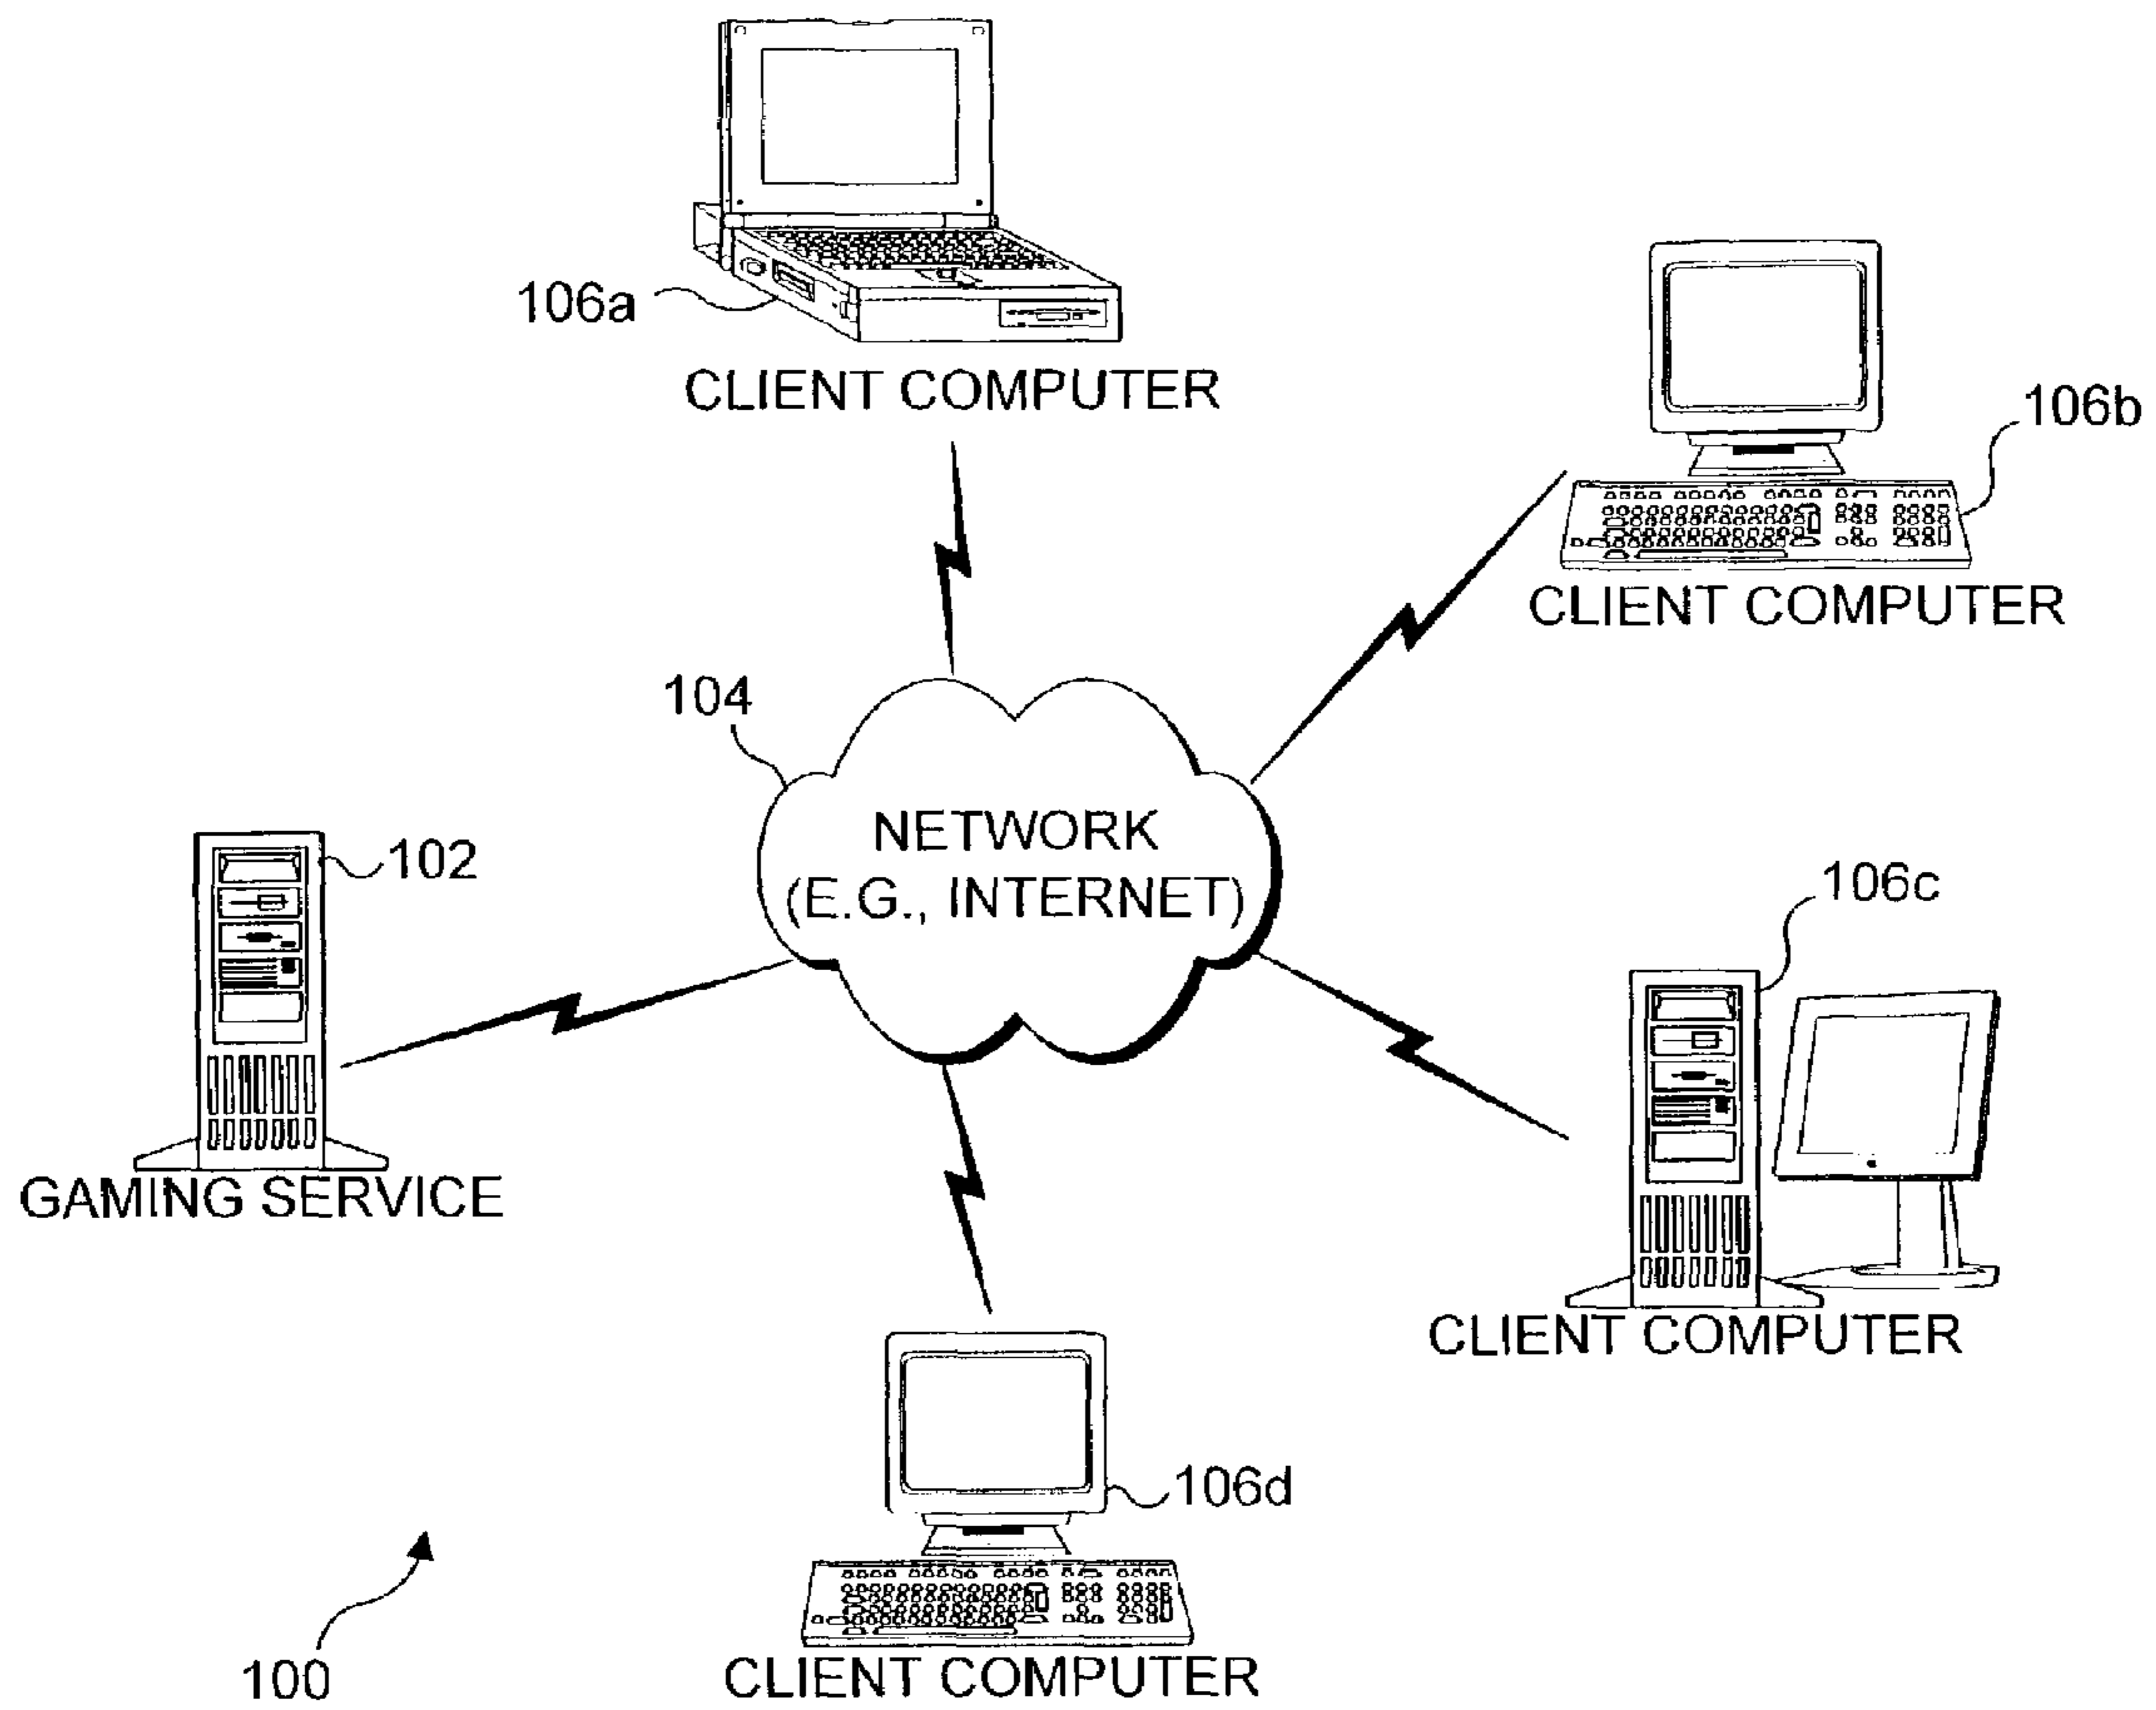 106a
CLIENT COMPUTER
106b
CLIENT COMPUTER
104
NETWORK
(E.G., INTERNET)
102
GAMING SERVICE
106c
CLIENT COMPUTER
106d
CLIENT COMPUTER
100